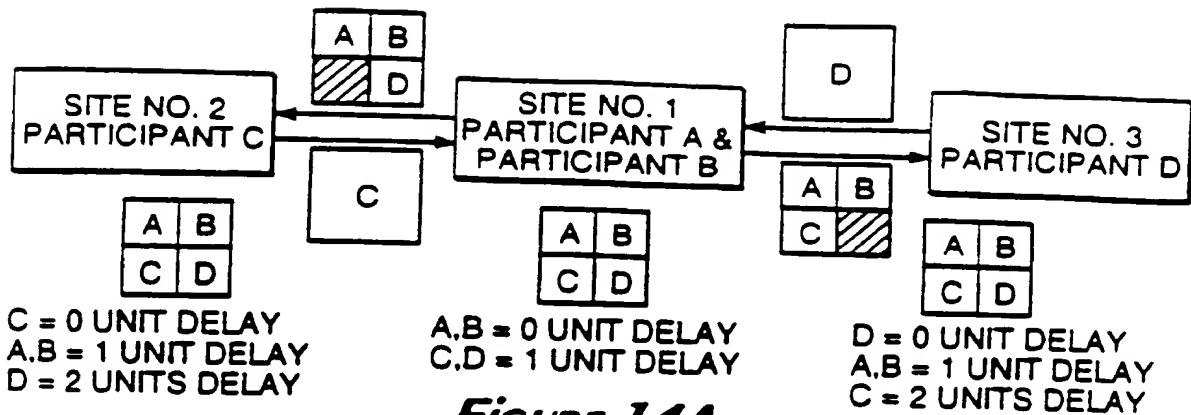 A B
D
D
SITE NO. 2
PARTICIPANT C
SITE NO. 1
PARTICIPANT A &
PARTICIPANT B
SITE NO. 3
PARTICIPANT D
C
A B
C
A B
C D
A B
C D
A B
C D
C = 0 UNIT DELAY
A,B = 1 UNIT DELAY
D = 2 UNITS DELAY
A,B = 0 UNIT DELAY
C,D = 1 UNIT DELAY
D = 0 UNIT DELAY
A,B = 1 UNIT DELAY
C = 2 UNITS DELAY